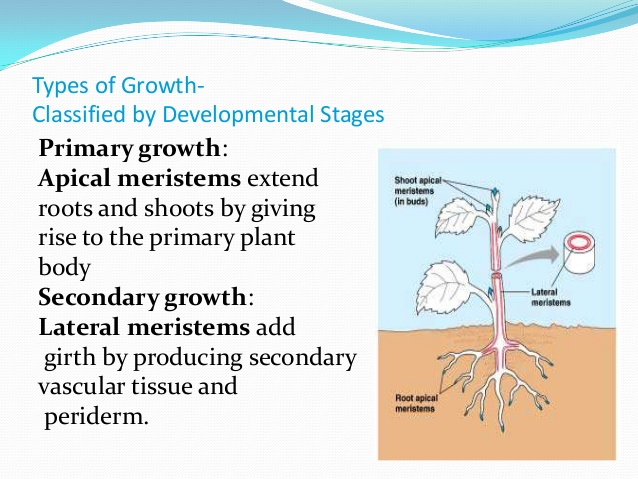 Types of Growth-
Classified by Developmental Stages
Primary growth:
Apical meristems extend
roots and shoots by giving
rise to the primary plant
body
Secondary growth:
Lateral meristems add
girth by producing secondary
vascular tissue and
periderm.
Shoot apical
meristems
(in buds)
Lateral
meristems
Root apical
meristems